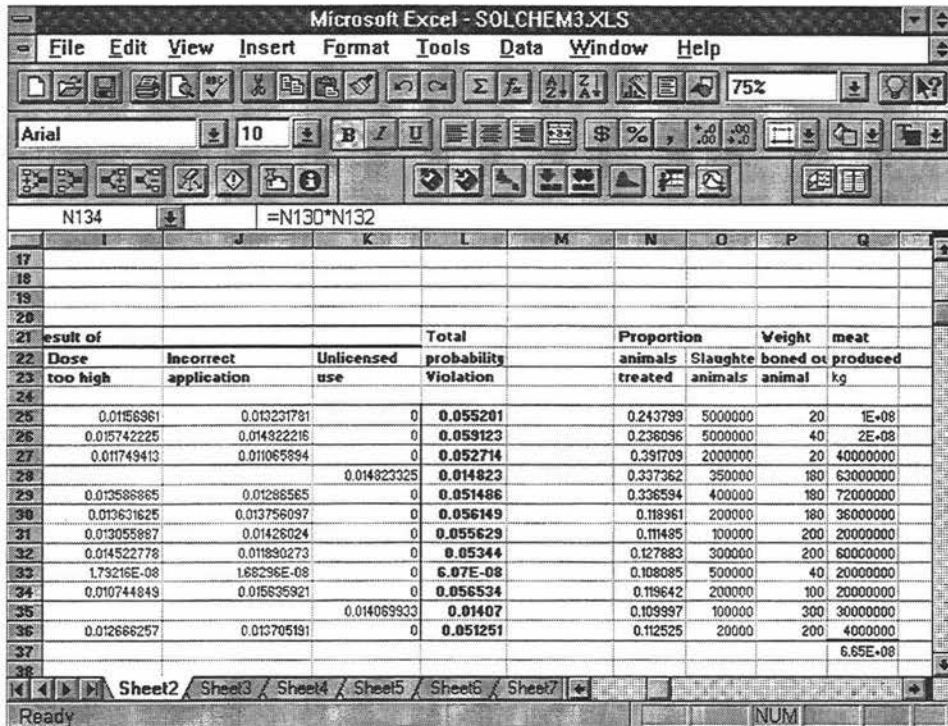 Microsoft Excel - SOLCHEM3.XLS
File Edit View Insert Format Tools Data Window Help
75%
Arial 10 B I U $ % ,
N134 =N130*N132
I J K L M N O P Q
17
18
19
20
21 esult of Total Proportion Weight meat
22 Dose Incorrect Unlicensed probability animals Slaughte boned ou produced
23 too high application use Violation treated animals animal kg
24
25 0.01156961 0.013231781 0 0.055201 0.243799 5000000 20 1E+08
26 0.015742225 0.014922216 0 0.059123 0.236096 5000000 40 2E+08
27 0.011749413 0.011065894 0 0.052714 0.391709 2000000 20 40000000
28 0.014823325 0.014823 0.337362 350000 180 63000000
29 0.013586865 0.01286565 0 0.051486 0.336594 400000 180 72000000
30 0.013631625 0.013756097 0 0.056149 0.118961 200000 180 36000000
31 0.013055887 0.01426024 0 0.055629 0.111485 100000 200 20000000
32 0.014522778 0.011890273 0 0.05344 0.127883 300000 200 60000000
33 1.79216E-08 1.68296E-08 0 6.07E-08 0.108085 500000 40 20000000
34 0.010744849 0.015635921 0 0.056534 0.119642 200000 100 20000000
35 0.014069933 0.01407 0.109997 100000 300 30000000
36 0.012666257 0.013705191 0 0.051251 0.112525 20000 200 4000000
37 6.65E+08
38
Sheet2 Sheet3 Sheet4 Sheet5 Sheet6 Sheet7
Ready NUM